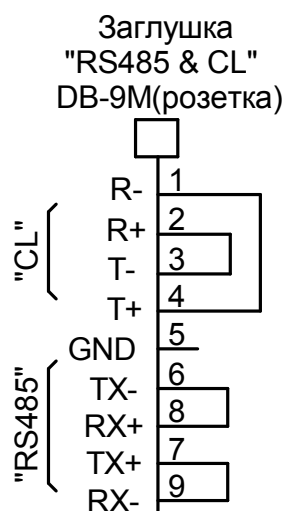 Заглушка
"RS485 & CL"
DB-9M(розетка)
R- 1
R+ 2
T- 3
T+ 4
"CL"
GND 5
TX- 6
RX+ 8
TX+ 7
RX- 9
"RS485"